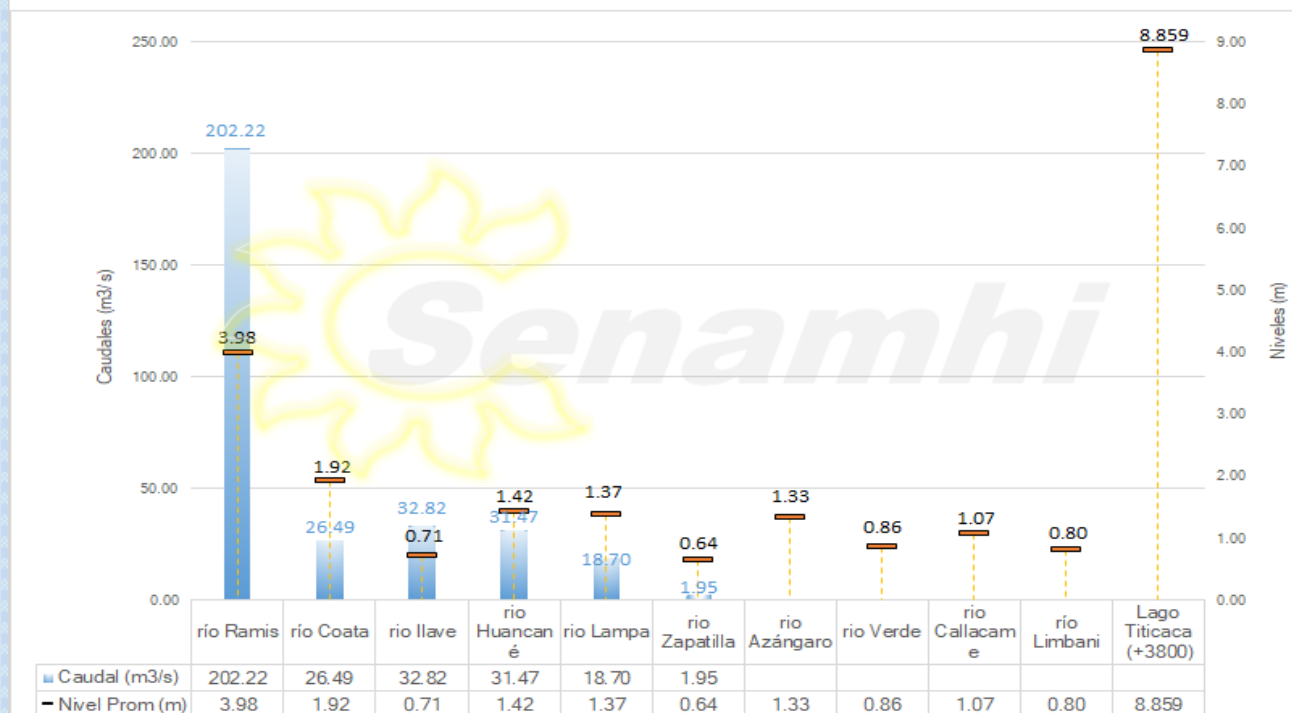 250.00
200.00
150.00
100.00
50.00
0.00
Caudales (m3/ s)
9.00
8.00
7.00
6.00
5.00
4.00
3.00
2.00
1.00
0.00
Niveles (m)
Senamhi
202.22
26.49
32.82
31.47
18.70
1.95
3.98
1.92
0.71
1.42
1.37
0.64
1.33
0.86
1.07
0.80
8.859
río Ramis
río Coata
rio Ilave
rio
Huancan
é
rio Lampa
rio
Zapatilla
rio
Azángaro
rio Verde
rio
Callacam
e
río
Limbani
Lago
Titicaca
(+3800)
Caudal (m3/s) 202.22 26.49 32.82 31.47 18.70 1.95
Nivel Prom (m) 3.98 1.92 0.71 1.42 1.37 0.64 1.33 0.86 1.07 0.80 8.859